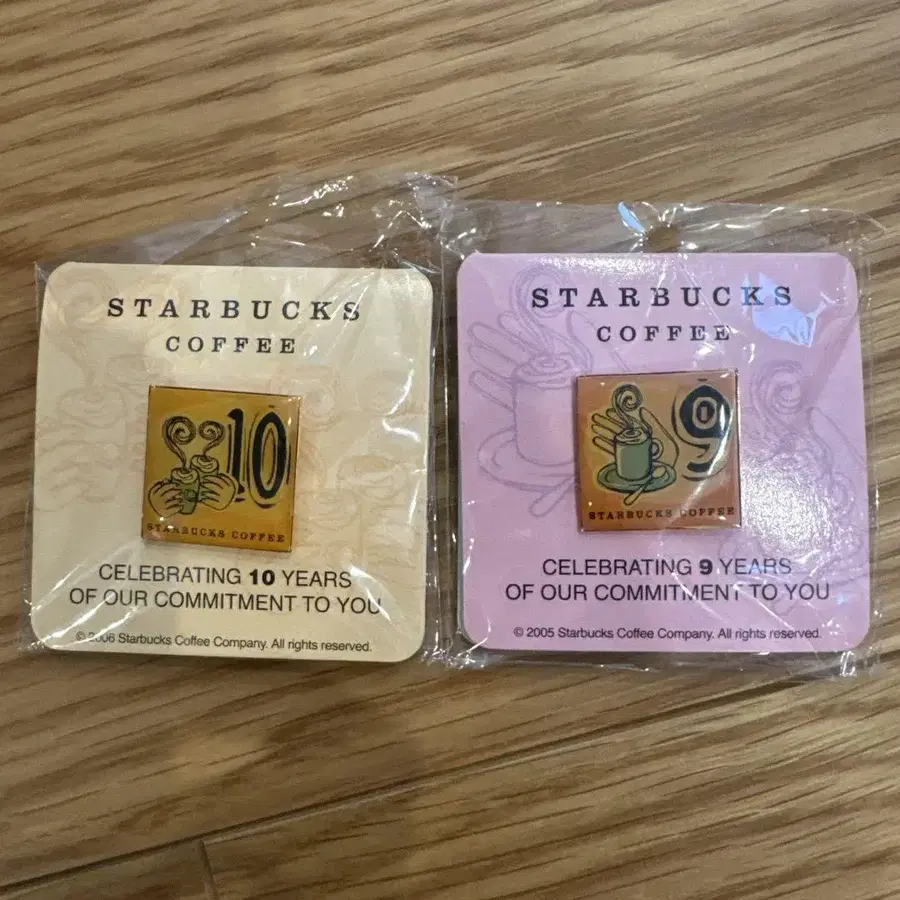 STARBUCKS
COFFEE
10
STARBUCKS COFFEE
CELEBRATING 10 YEARS
OF OUR COMMITMENT TO YOU
© 2006 Starbucks Coffee Company. All rights reserved.
STARBUCKS
COFFEE
9
STARBUCKS COFFEE
CELEBRATING 9 YEARS
OF OUR COMMITMENT TO YOU
© 2005 Starbucks Coffee Company. All rights reserved.